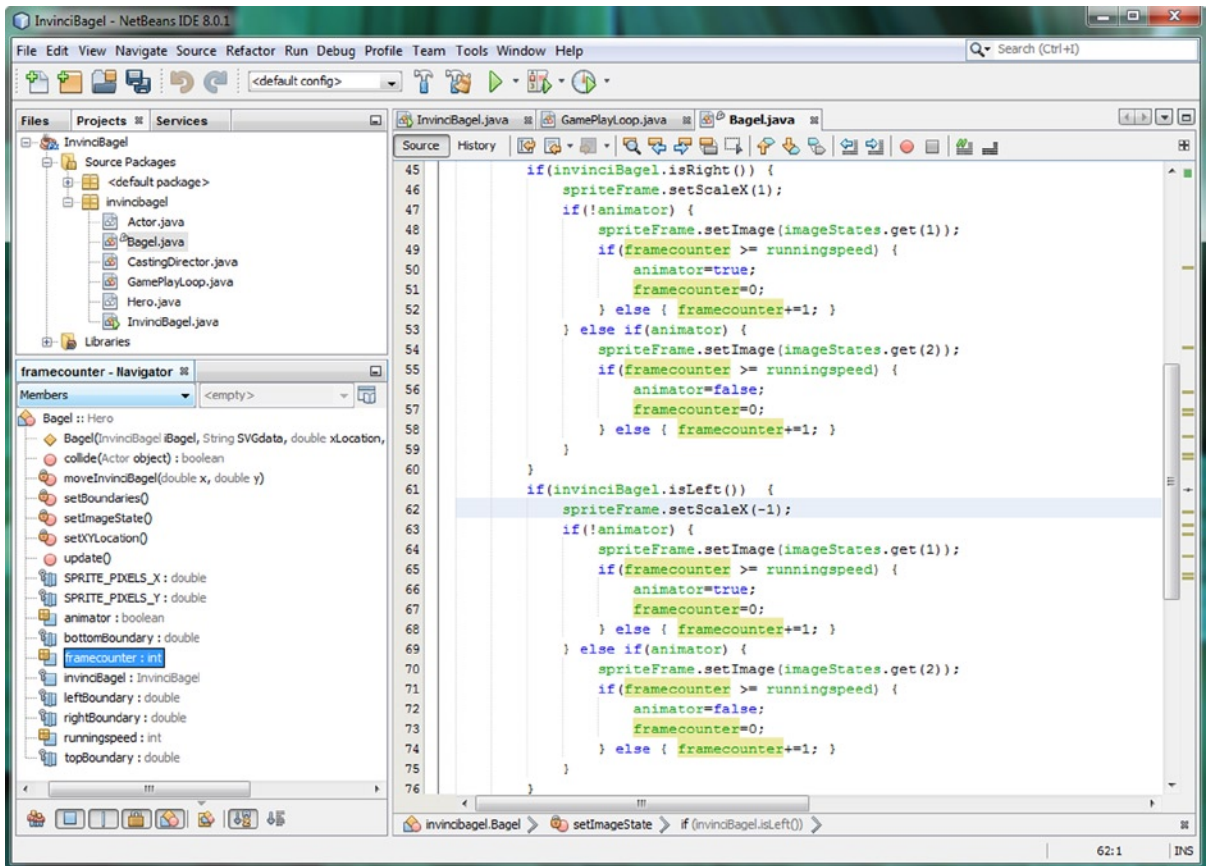 InvinciBagel - NetBeans IDE 8.0.1
File Edit View Navigate Source Refactor Run Debug Profile Team Tools Window Help
Search (Ctrl+I)
<default config>
Files Projects Services
InvinciBagel
Source Packages
<default package>
invincibagel
Actor.java
Bagel.java
CastingDirector.java
GamePlayLoop.java
Hero.java
InvinciBagel.java
Libraries
framecounter - Navigator
Members <empty>
Bagel :: Hero
Bagel(InvinciBagel iBagel, String SVGdata, double xLocation,
collide(Actor object) : boolean
moveInvinciBagel(double x, double y)
setBoundaries()
setImageState()
setXYLocation()
update()
SPRITE_PIXELS_X : double
SPRITE_PIXELS_Y : double
animator : boolean
bottomBoundary : double
framecounter : int
invinciBagel : InvinciBagel
leftBoundary : double
rightBoundary : double
runningspeed : int
topBoundary : double
InvinciBagel.java GamePlayLoop.java Bagel.java
Source History
45 if(invinciBagel.isRight()) {
46 spriteFrame.setScaleX(1);
47 if(!animator) {
48 spriteFrame.setImage(imageStates.get(1));
49 if(framecounter >= runningspeed) {
50 animator=true;
51 framecounter=0;
52 } else { framecounter+=1; }
53 } else if(animator) {
54 spriteFrame.setImage(imageStates.get(2));
55 if(framecounter >= runningspeed) {
56 animator=false;
57 framecounter=0;
58 } else { framecounter+=1; }
59 }
60 }
61 if(invinciBagel.isLeft()) {
62 spriteFrame.setScaleX(-1);
63 if(!animator) {
64 spriteFrame.setImage(imageStates.get(1));
65 if(framecounter >= runningspeed) {
66 animator=true;
67 framecounter=0;
68 } else { framecounter+=1; }
69 } else if(animator) {
70 spriteFrame.setImage(imageStates.get(2));
71 if(framecounter >= runningspeed) {
72 animator=false;
73 framecounter=0;
74 } else { framecounter+=1; }
75 }
76 }
invincibagel.Bagel setImageState if (invinciBagel.isLeft())
62:1 INS